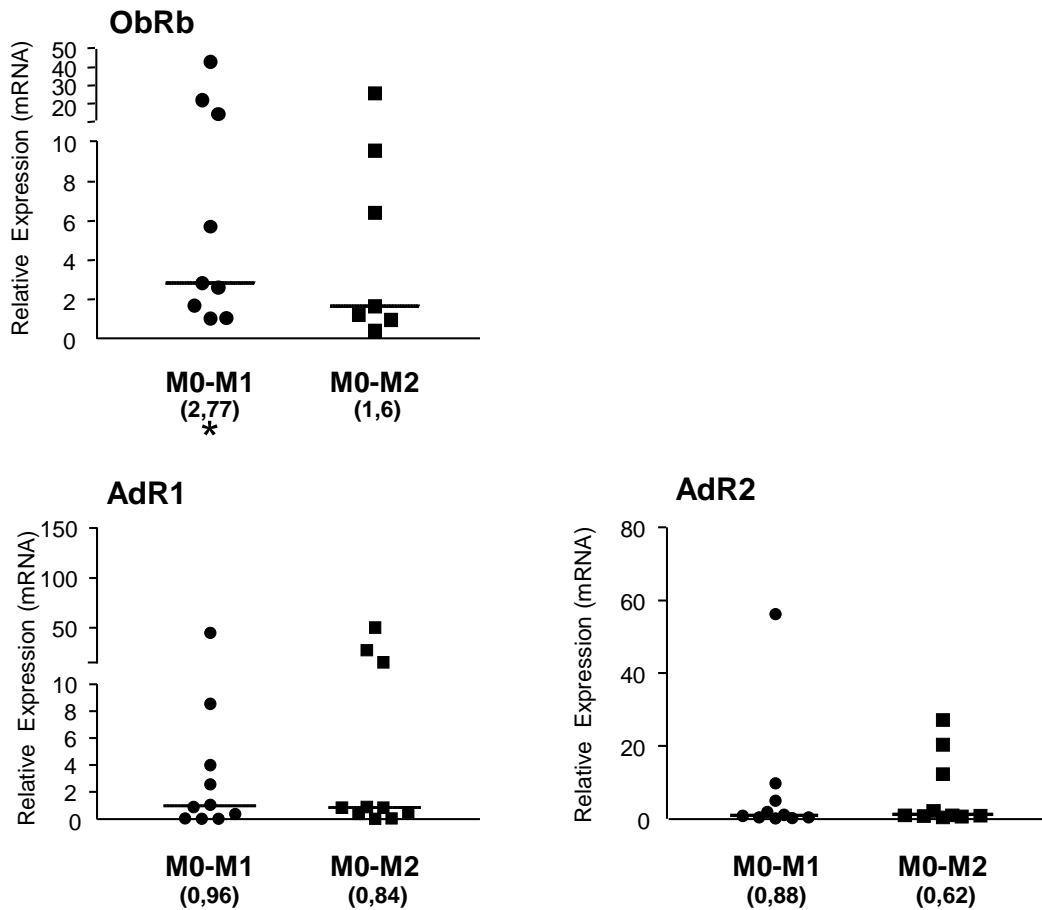 ObRb
Relative Expression (mRNA)
50
40
30
20
10
8
6
4
2
0
M0-M1
M0-M2
(2,77)
(1,6)
*
AdR1
Relative Expression (mRNA)
150
100
50
10
8
6
4
2
0
M0-M1
M0-M2
(0,96)
(0,84)
AdR2
Relative Expression (mRNA)
80
60
40
20
0
M0-M1
M0-M2
(0,88)
(0,62)